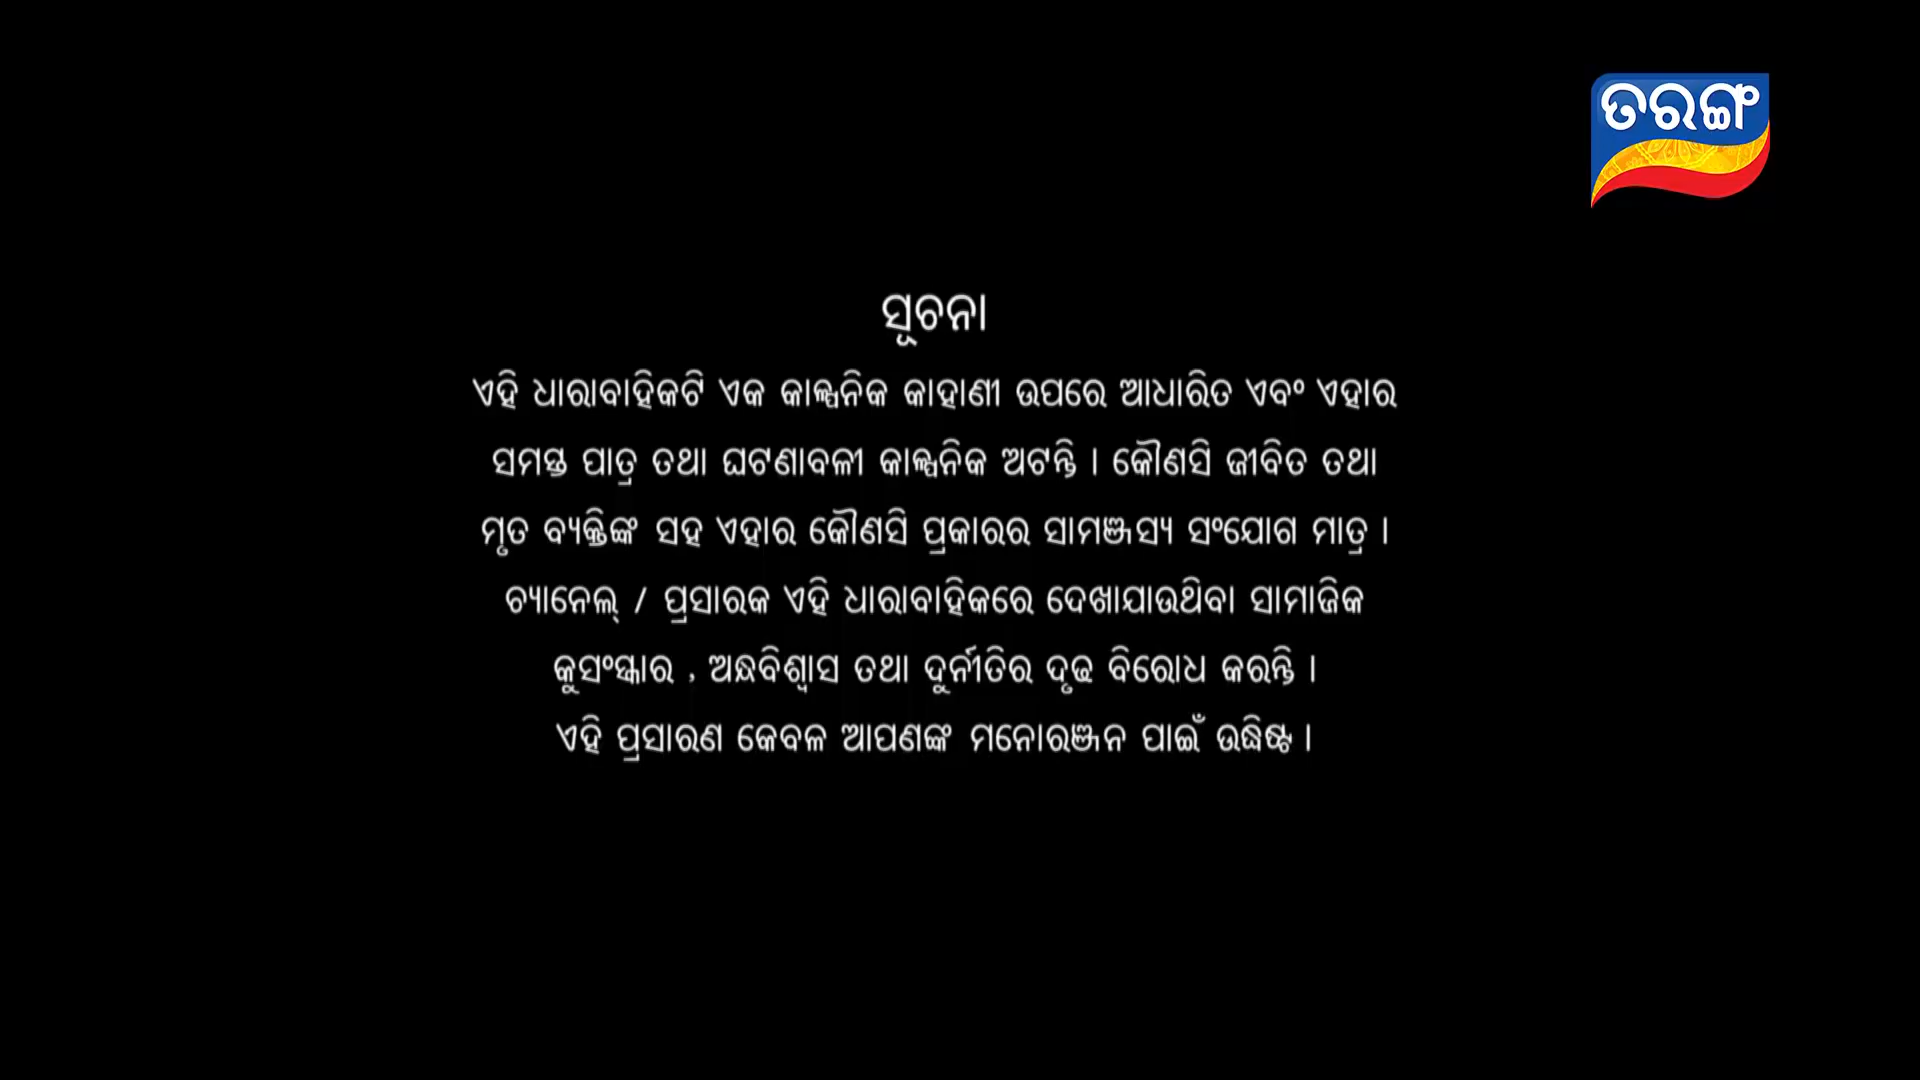 ତରଙ୍ଗ
ସୂଚନା
ଏହି ଧାରାବାହିକଟି ଏକ କାଳ୍ପନିକ କାହାଣୀ ଉପରେ ଆଧାରିତ ଏବଂ ଏହାର
ସମସ୍ତ ପାତ୍ର ତଥା ଘଟଣାବଳୀ କାଳ୍ପନିକ ଅଟନ୍ତି । କୌଣସି ଜୀବିତ ତଥା
ମୃତ ବ୍ୟକ୍ତିଙ୍କ ସହ ଏହାର କୌଣସି ପ୍ରକାରର ସାମଞ୍ଜସ୍ୟ ସଂଯୋଗ ମାତ୍ର ।
ଚ୍ୟାନେଲ୍ / ପ୍ରସାରକ ଏହି ଧାରାବାହିକରେ ଦେଖାଯାଉଥିବା ସାମାଜିକ
କୁସଂସ୍କାର , ଅନ୍ଧବିଶ୍ୱାସ ତଥା ଦୁର୍ନୀତିର ଦୃଢ ବିରୋଧ କରନ୍ତି ।
ଏହି ପ୍ରସାରଣ କେବଳ ଆପଣଙ୍କ ମନୋରଞ୍ଜନ ପାଇଁ ଉଦ୍ଧିଷ୍ଟ ।